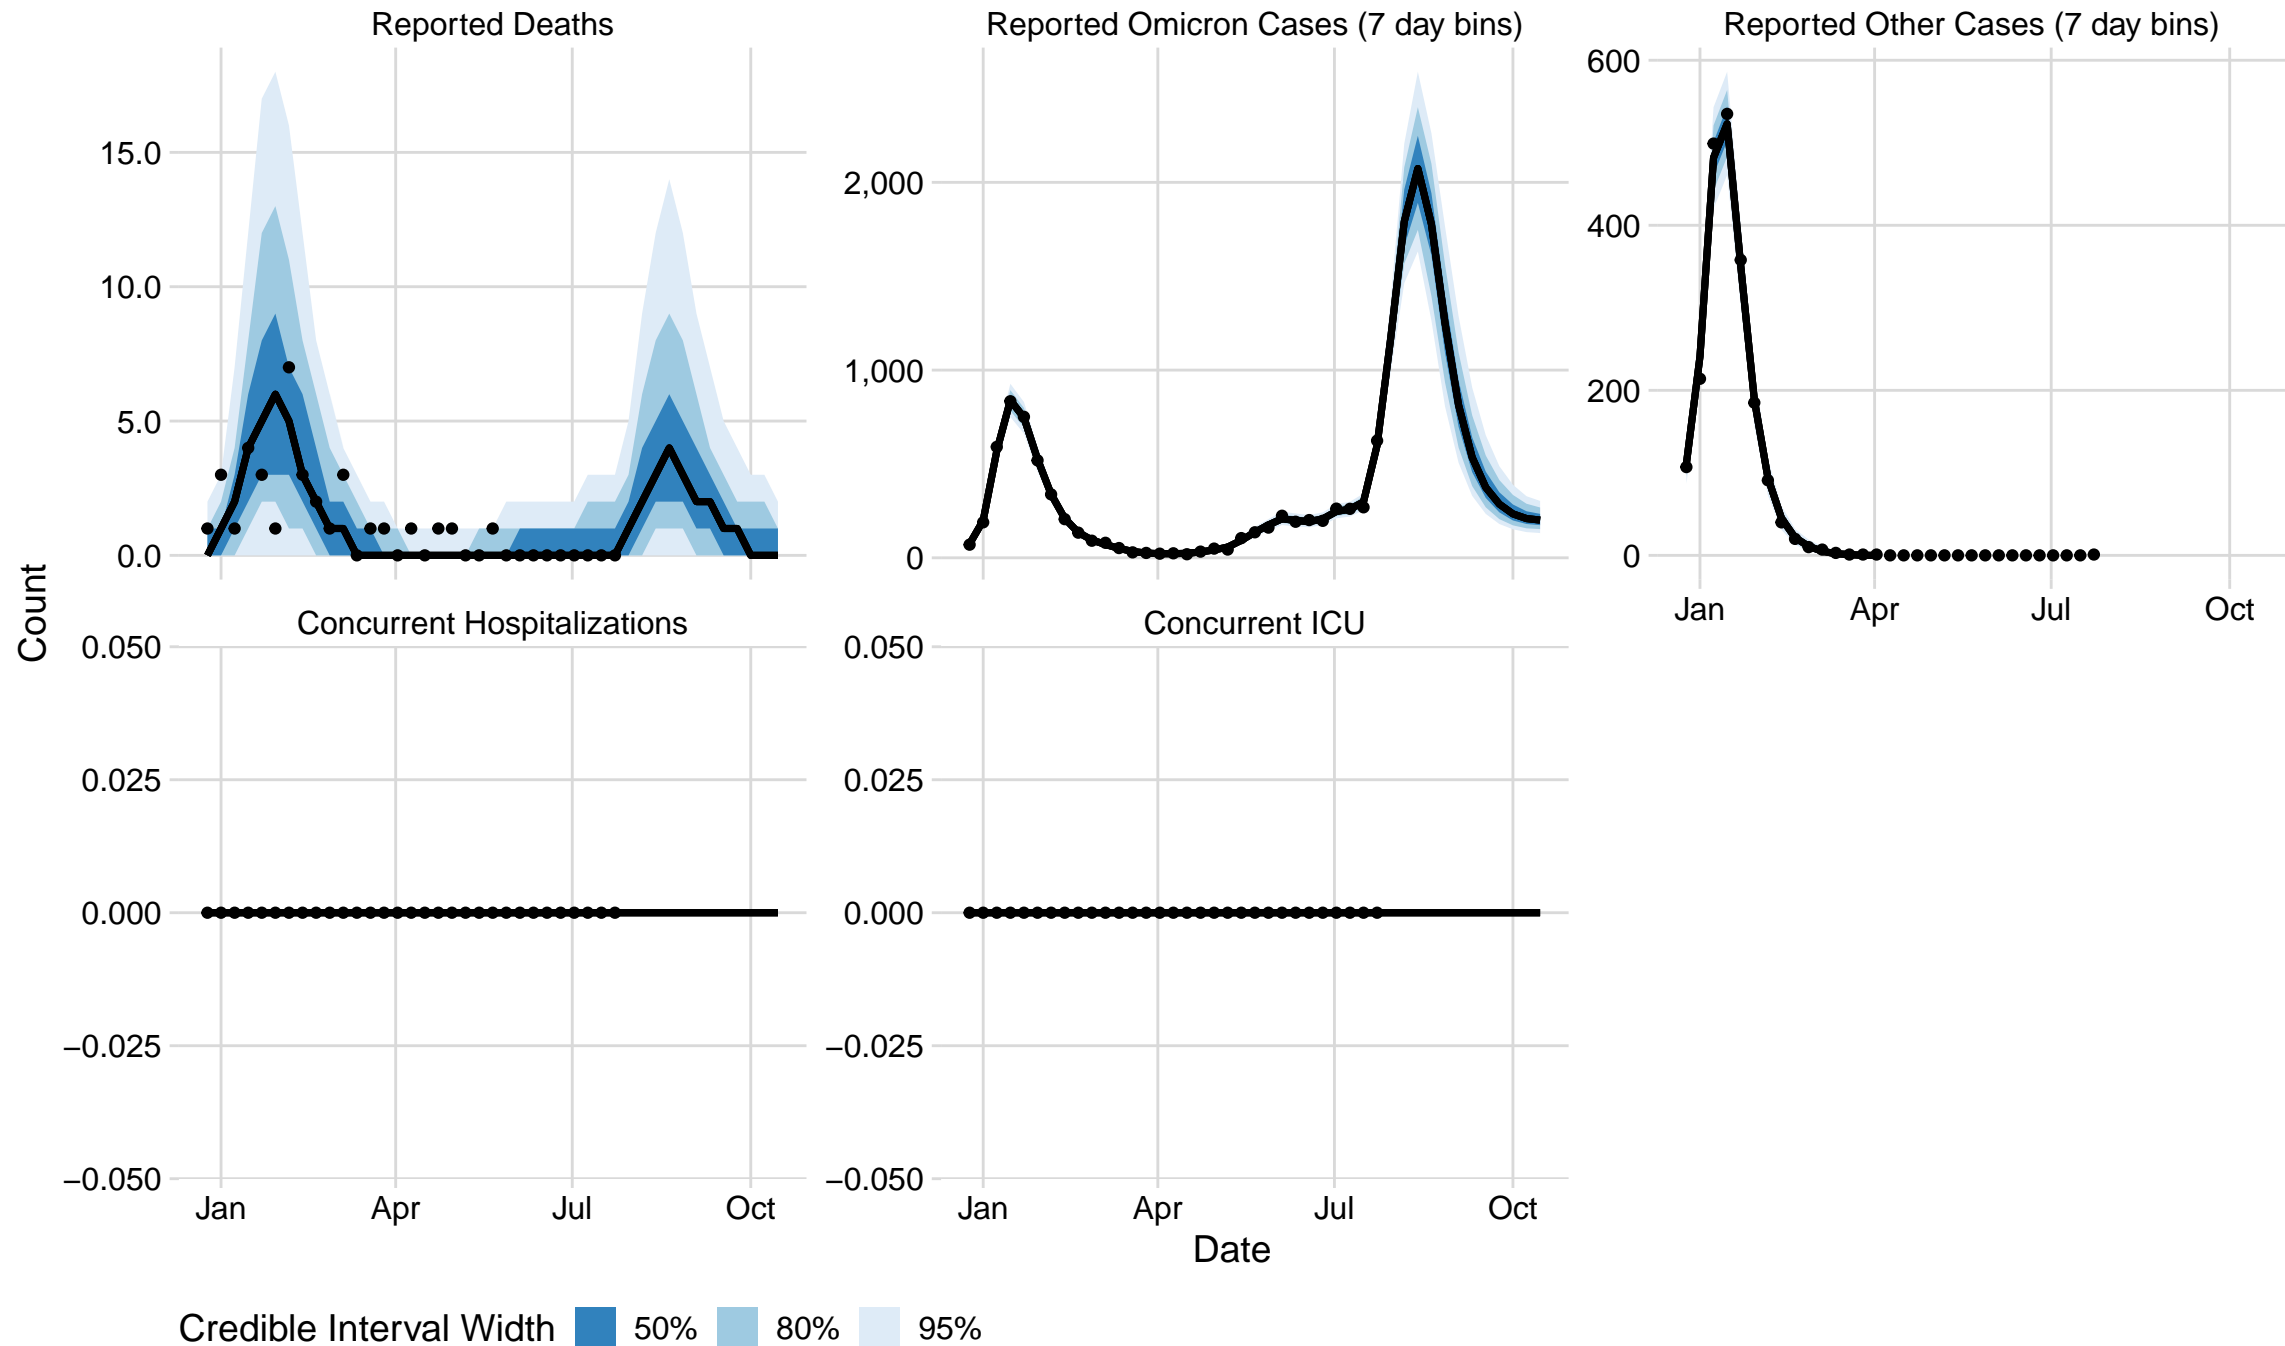 Reported Deaths
Reported Omicron Cases (7 day bins)
Reported Other Cases (7 day bins)
15.0
10.0
5.0
0.0
2,000
1,000
0
600
400
200
0
Jan Apr Jul Oct
Count
Concurrent Hospitalizations
Concurrent ICU
0.050
0.025
0.000
−0.025
−0.050
Jan Apr Jul Oct
0.050
0.025
0.000
−0.025
−0.050
Jan Apr Jul Oct
Date
Credible Interval Width 50% 80% 95%